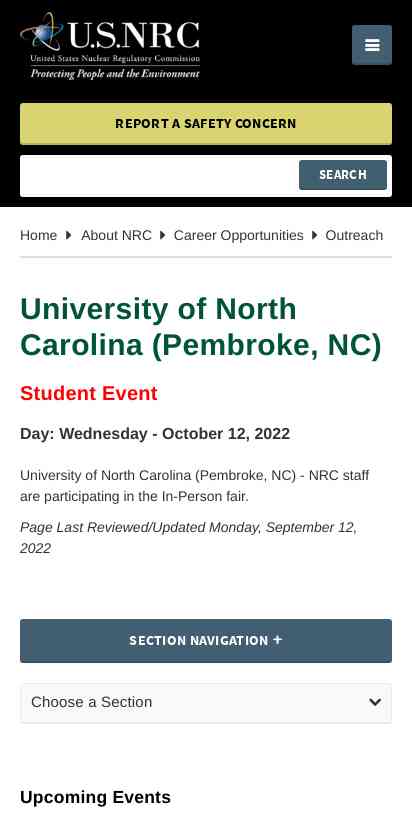 U.S.NRC
United States Nuclear Regulatory Commission
Protecting People and the Environment
REPORT A SAFETY CONCERN
SEARCH
Home About NRC Career Opportunities Outreach
University of North
Carolina (Pembroke, NC)
Student Event
Day: Wednesday - October 12, 2022
University of North Carolina (Pembroke, NC) - NRC staff
are participating in the In-Person fair.
Page Last Reviewed/Updated Monday, September 12,
2022
SECTION NAVIGATION +
Choose a Section
Upcoming Events